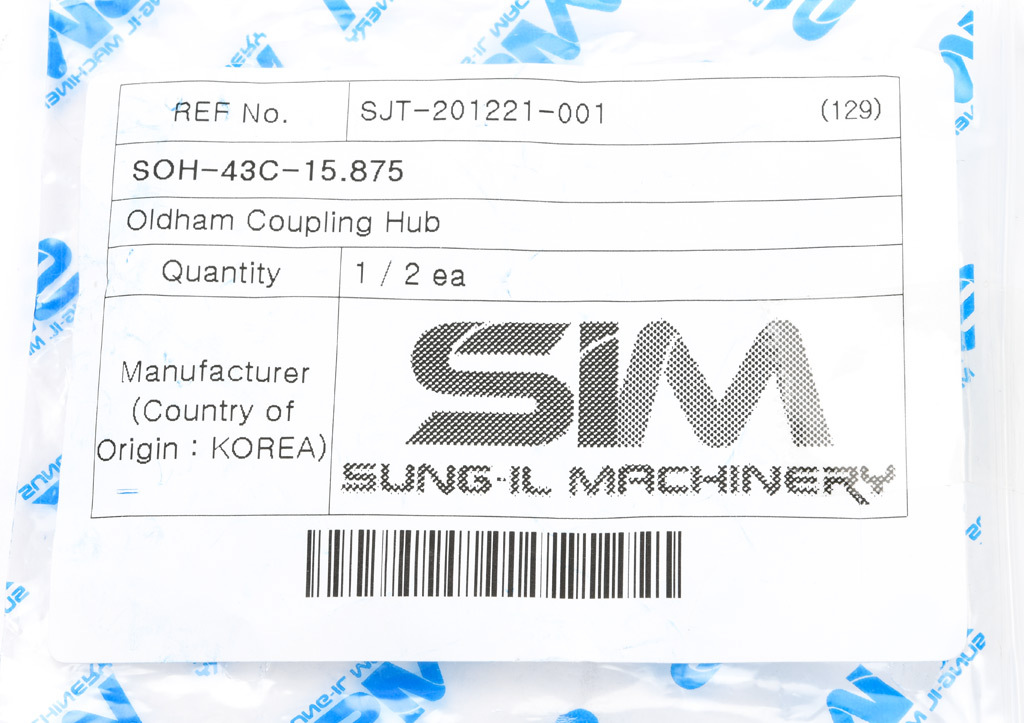 REF No. SJT-201221-001 (129)
SOH-43C-15.875
Oldham Coupling Hub
Quantity 1 / 2 ea
Manufacturer
(Country of
Origin : KOREA)
SIM
SUNG-IL MACHINERY